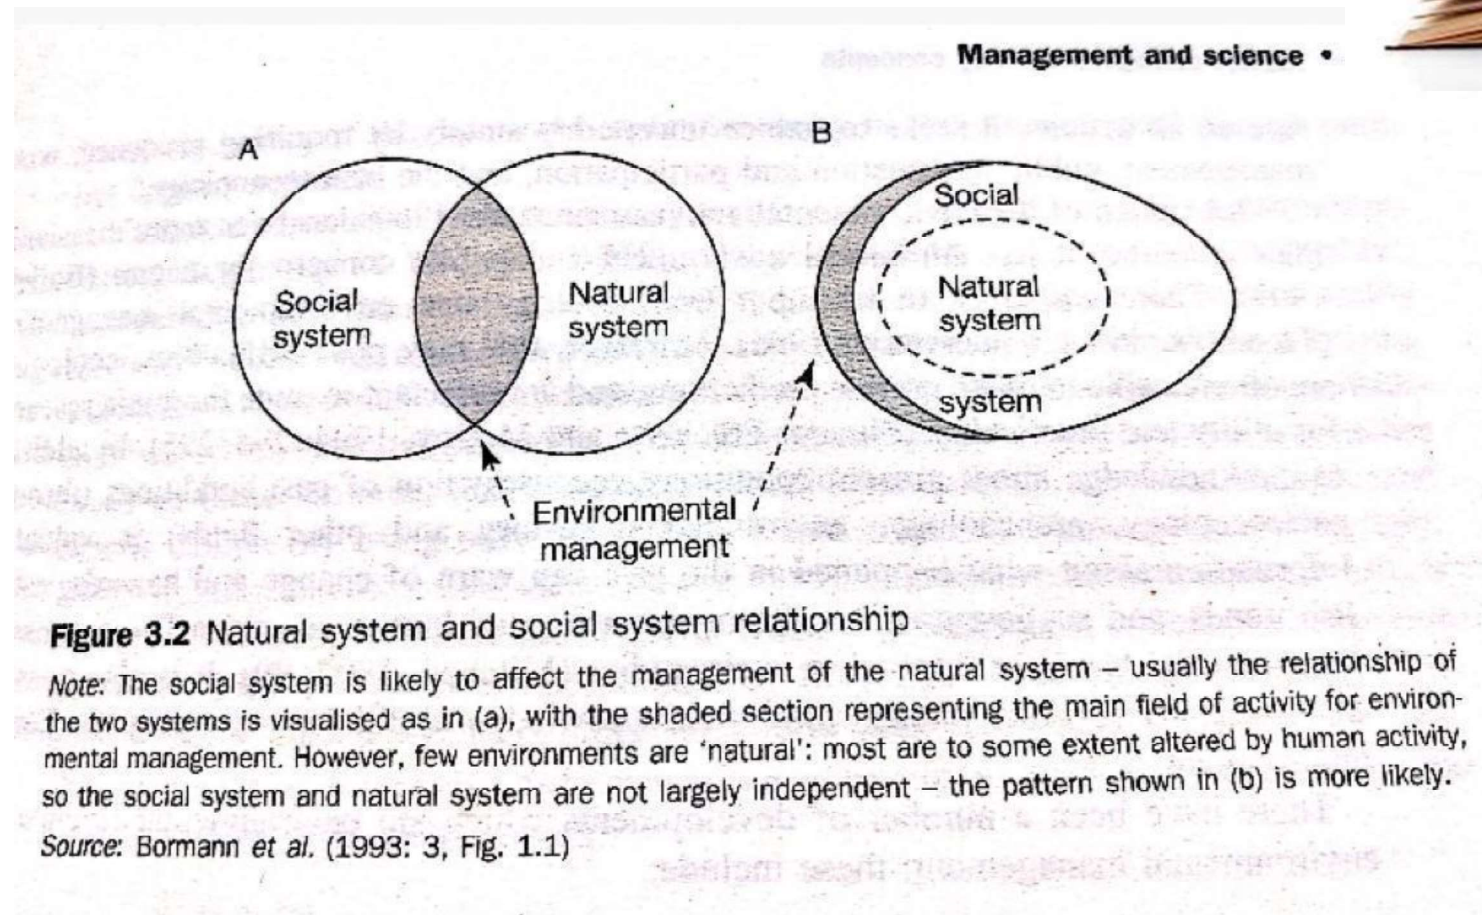 Management and science •
A
B
Social
system
Natural
system
Social
Natural
system
system
Environmental
management
Figure 3.2 Natural system and social system relationship
Note: The social system is likely to affect the management of the natural system – usually the relationship of
the two systems is visualised as in (a), with the shaded section representing the main field of activity for environ-
mental management. However, few environments are ‘natural’: most are to some extent altered by human activity,
so the social system and natural system are not largely independent – the pattern shown in (b) is more likely.
Source: Bormann et al. (1993: 3, Fig. 1.1)